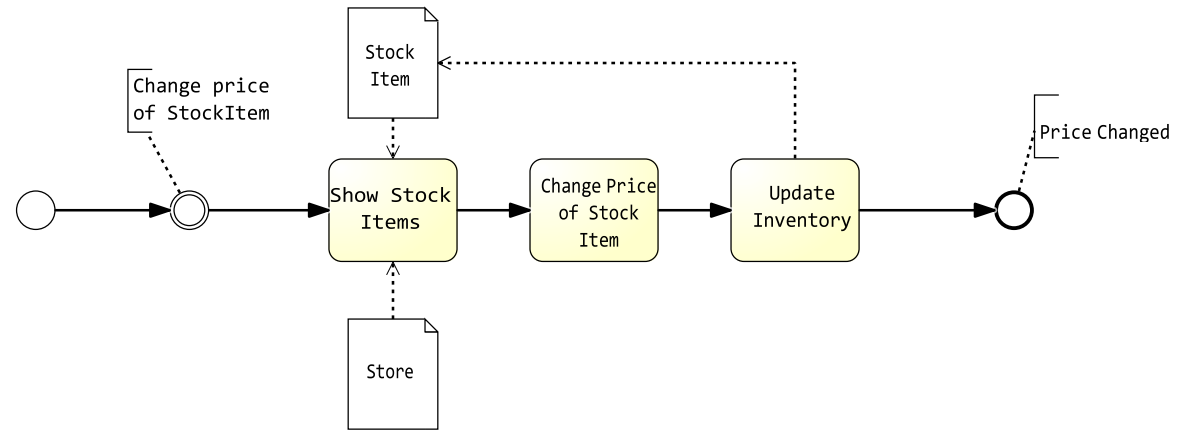 Stock
Item
Change price
of StockItem
Price Changed
Show Stock
Items
Change Price
of Stock
Item
Update
Inventory
Store